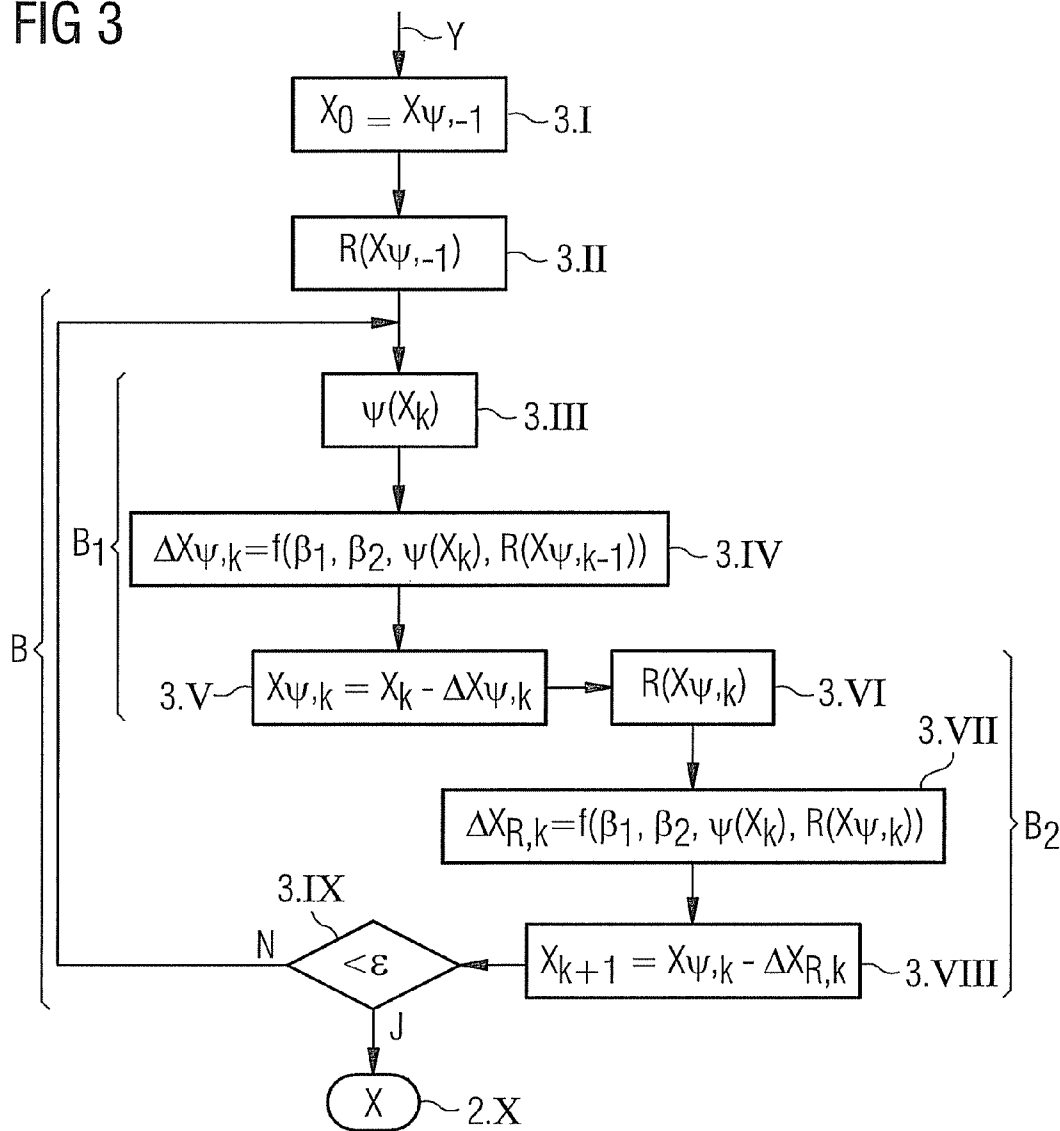 FIG 3
Y
X₀ = Xψ,-1
3.I
R(Xψ,-1)
3.II
ψ(Xₖ)
3.III
B₁
ΔXψ,k=f(β₁, β₂, ψ(Xₖ), R(Xψ,k-1))
3.IV
B
3.V
Xψ,k = Xₖ - ΔXψ,k
R(Xψ,k)
3.VI
3.VII
ΔX_R,k=f(β₁, β₂, ψ(Xₖ), R(Xψ,k))
B₂
3.IX
N
<ε
Xₖ₊₁ = Xψ,k - ΔX_R,k
3.VIII
J
X
2.X